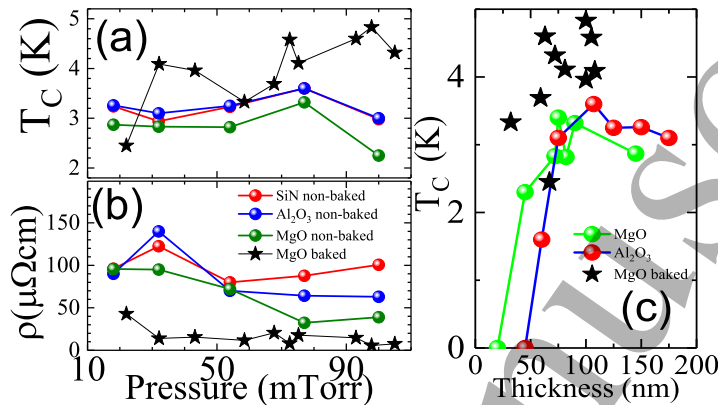 (a)
5
4
3
2
T_C (K)
(b)
SiN non-baked
Al₂O₃ non-baked
MgO non-baked
MgO baked
150
100
50
0
ρ(μΩcm)
10 50 90
Pressure (mTorr)
4
2
0
T_C (K)
MgO
Al₂O₃
MgO baked
(c)
0 50 100 150 200
Thickness (nm)